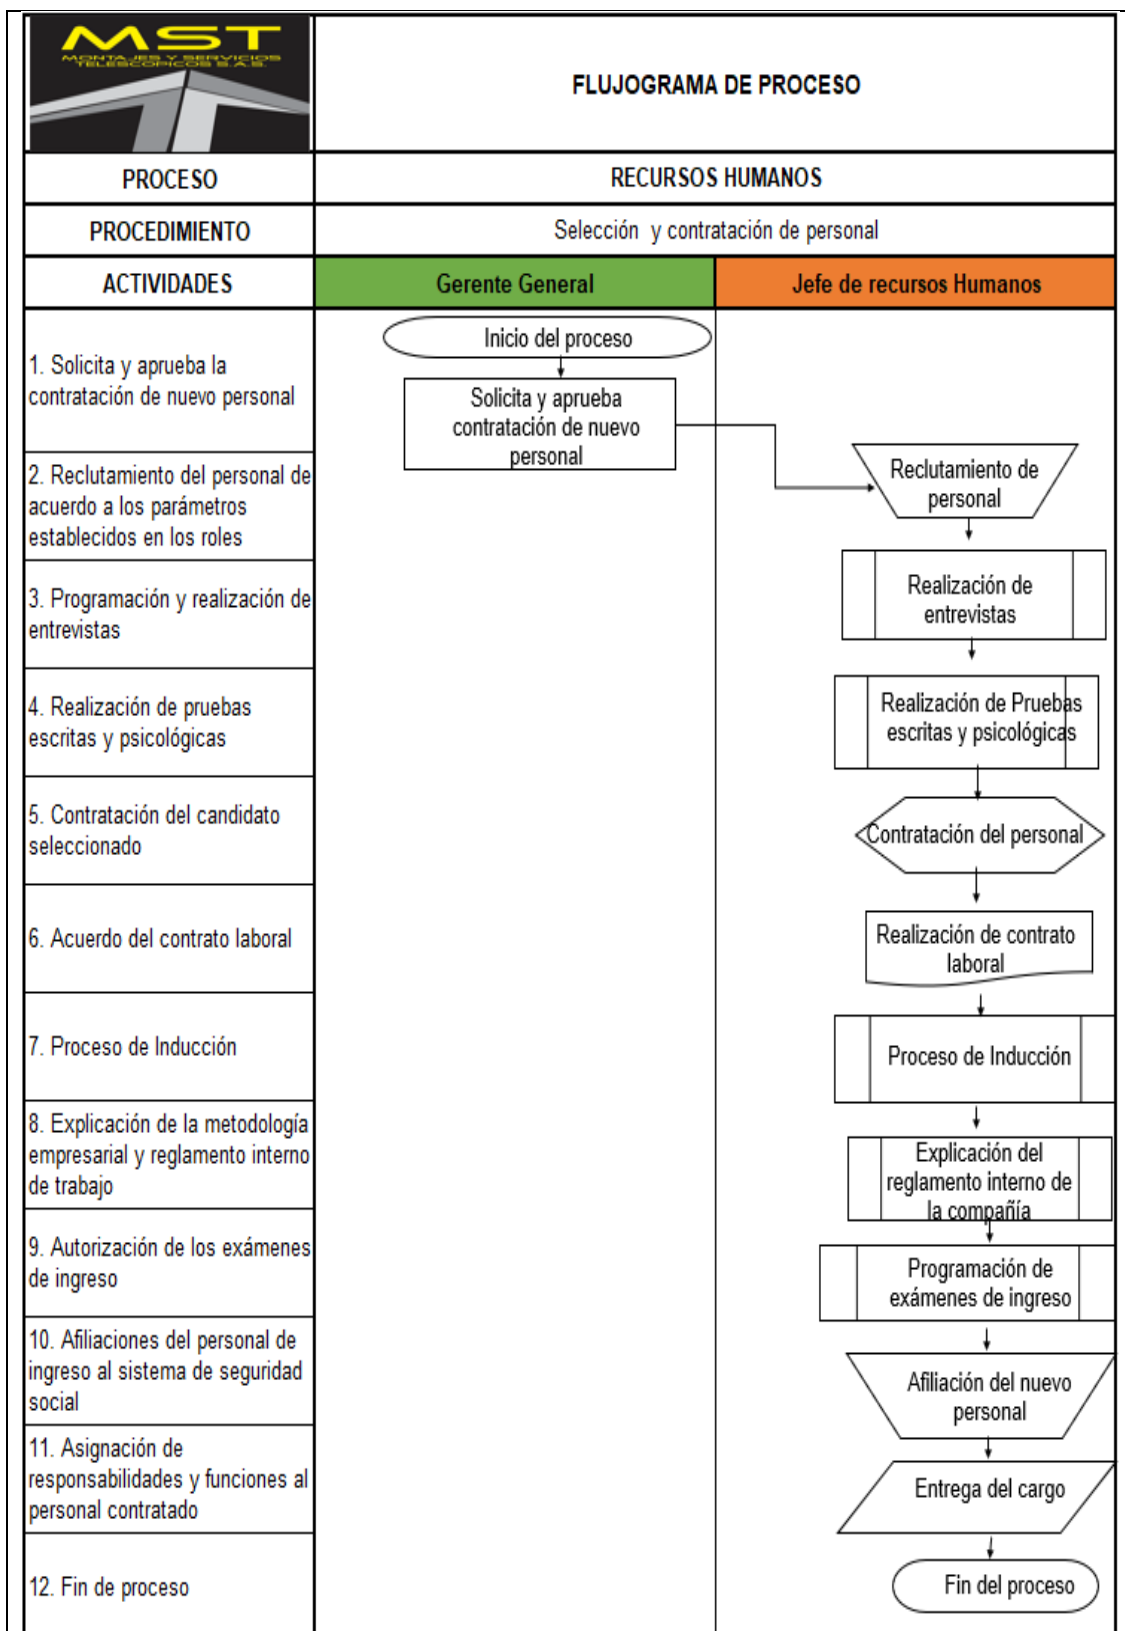 MST
MONTAJES Y SERVICIOS
TELESCOPICOS S.A.S.
FLUJOGRAMA DE PROCESO
PROCESO
RECURSOS HUMANOS
PROCEDIMIENTO
Selección y contratación de personal
ACTIVIDADES
Gerente General
Jefe de recursos Humanos
1. Solicita y aprueba la
contratación de nuevo personal
Inicio del proceso
Solicita y aprueba
contratación de nuevo
personal
2. Reclutamiento del personal de
acuerdo a los parámetros
establecidos en los roles
Reclutamiento de
personal
3. Programación y realización de
entrevistas
Realización de
entrevistas
4. Realización de pruebas
escritas y psicológicas
Realización de Pruebas
escritas y psicológicas
5. Contratación del candidato
seleccionado
Contratación del personal
6. Acuerdo del contrato laboral
Realización de contrato
laboral
7. Proceso de Inducción
Proceso de Inducción
8. Explicación de la metodología
empresarial y reglamento interno
de trabajo
Explicación del
reglamento interno de
la compañía
9. Autorización de los exámenes
de ingreso
Programación de
exámenes de ingreso
10. Afiliaciones del personal de
ingreso al sistema de seguridad
social
Afiliación del nuevo
personal
11. Asignación de
responsabilidades y funciones al
personal contratado
Entrega del cargo
12. Fin de proceso
Fin del proceso